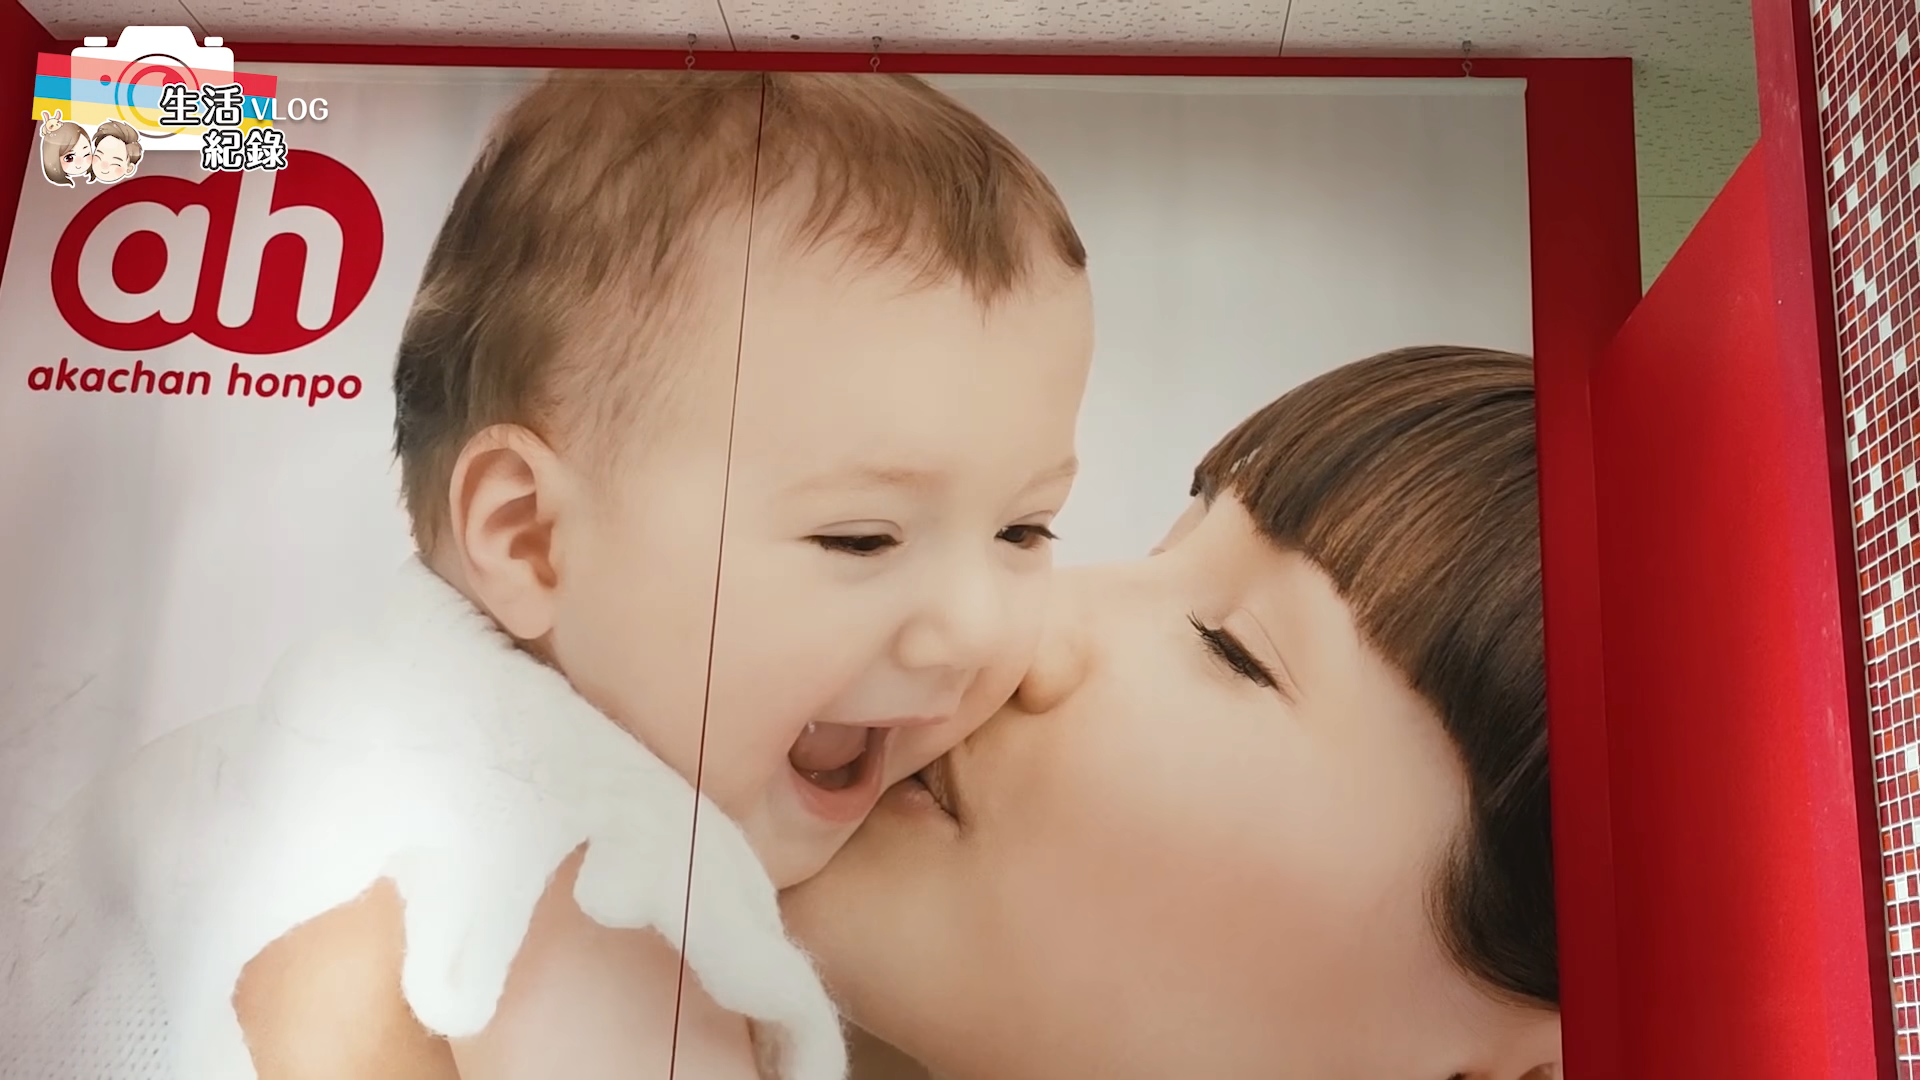 生活 VLOG
紀錄
ah
akachan honpo